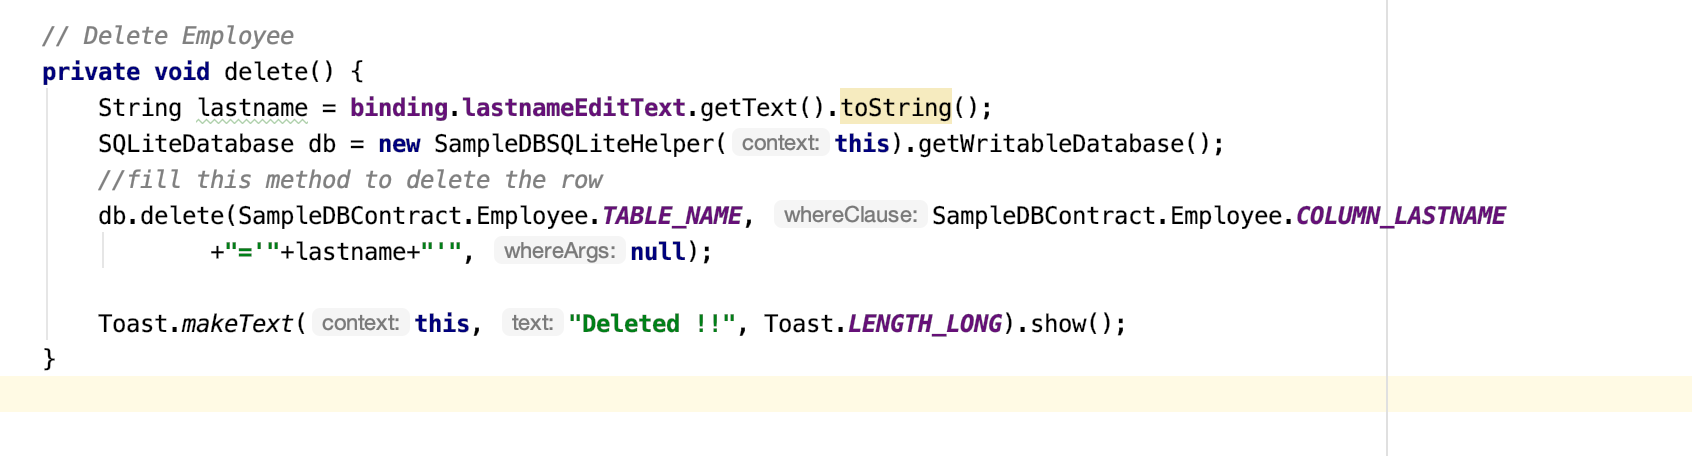 // Delete Employee
private void delete() {
String lastname = binding.lastnameEditText.getText().toString();
SQLiteDatabase db = new SampleDBSQLiteHelper( context: this).getWritableDatabase();
//fill this method to delete the row
db.delete(SampleDBContract.Employee.TABLE_NAME, whereClause: SampleDBContract.Employee.COLUMN_LASTNAME
+"='"+lastname+"'", whereArgs: null);
Toast.makeText( context: this, text: "Deleted !!", Toast.LENGTH_LONG).show();
}